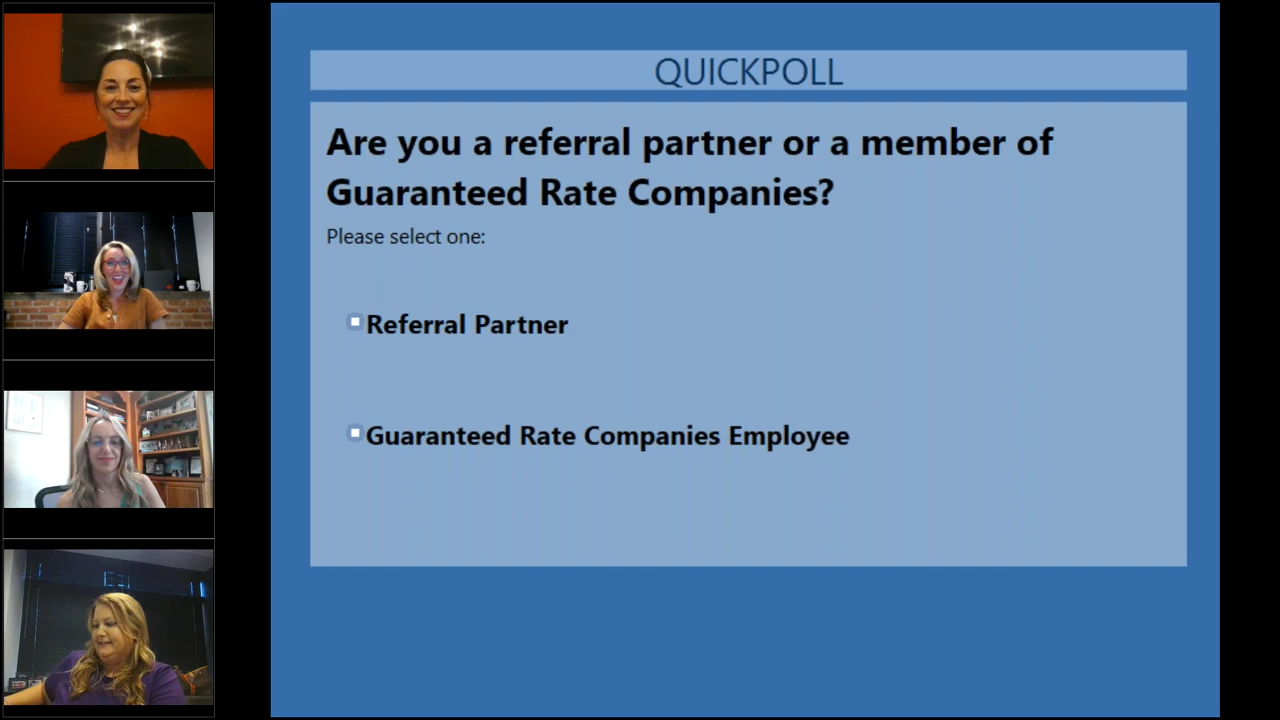 QUICKPOLL
Are you a referral partner or a member of
Guaranteed Rate Companies?
Please select one:
Referral Partner
Guaranteed Rate Companies Employee